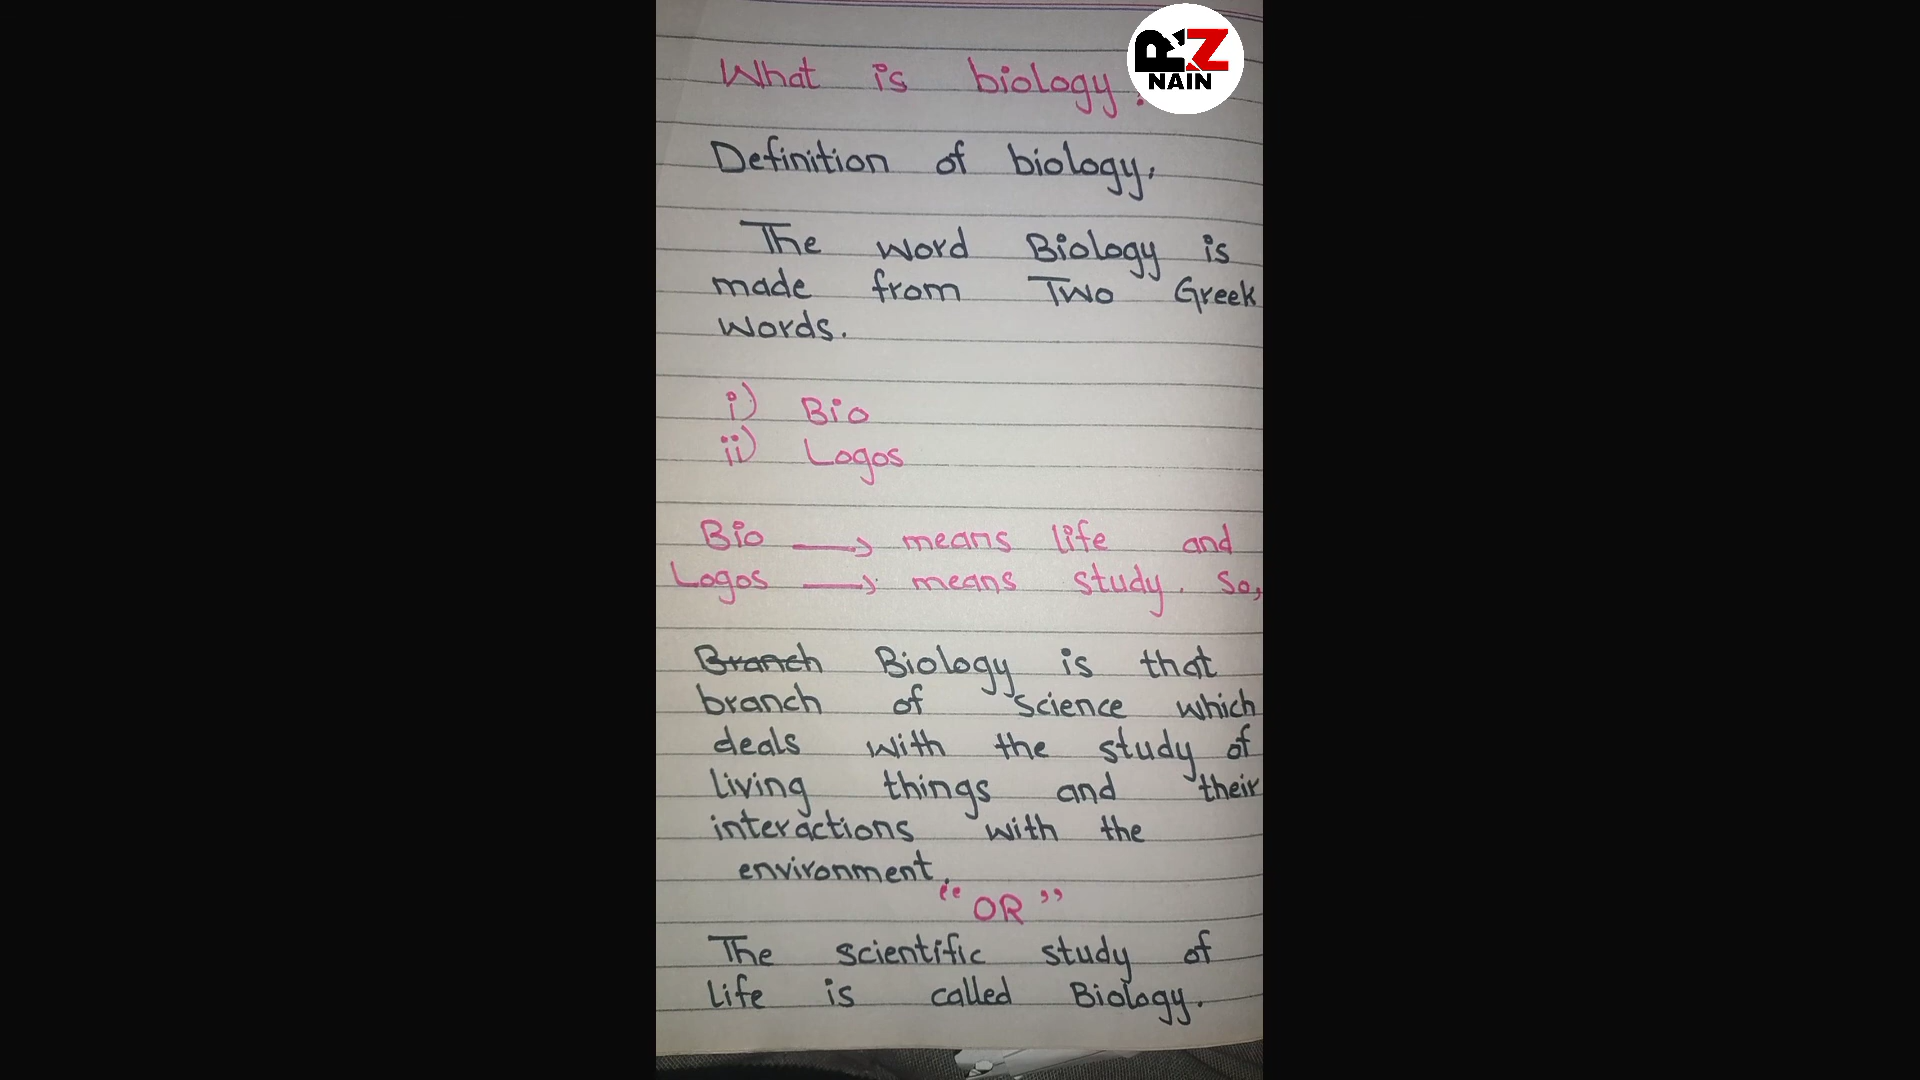 What is biology?
Definition of biology.
The word Biology is
made from Two Greek
words.
i) Bio
ii) Logos
Bio → means life and
Logos → means study. So,
Branch Biology is that
branch of science which
deals with the study of
living things and their
interactions with the
environment.
"OR"
The scientific study of
life is called Biology.
RZ
NAIN